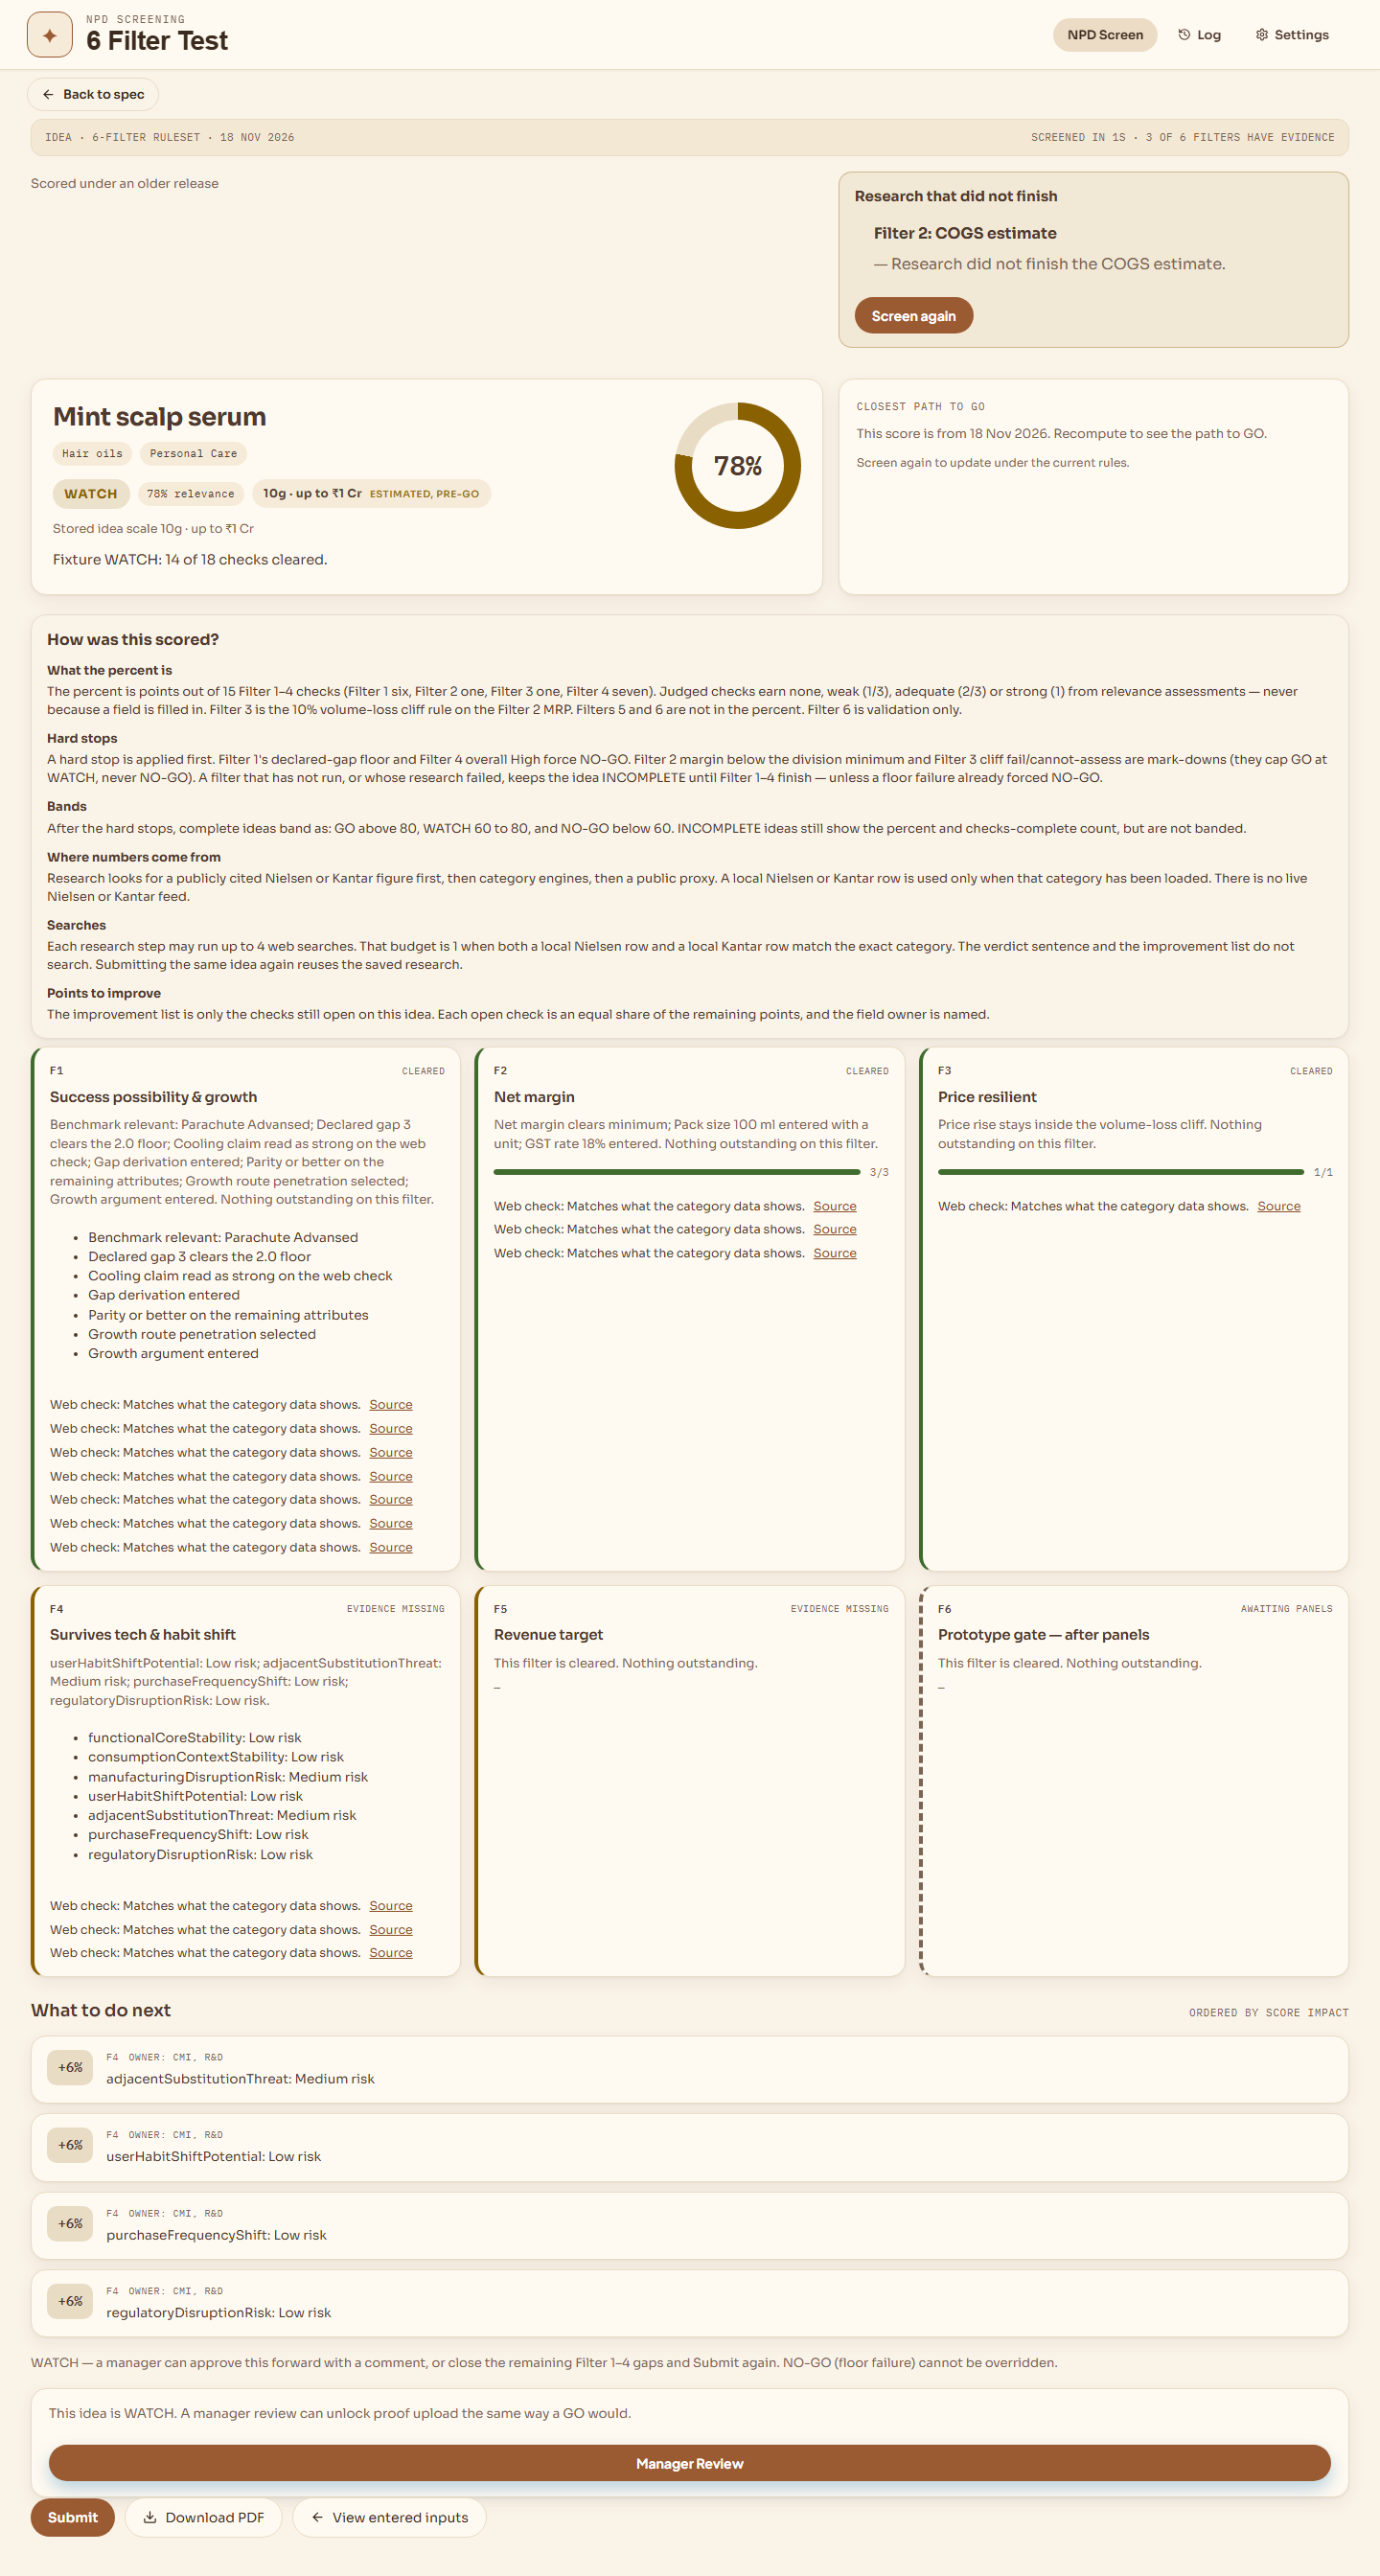 NPD SCREENING
6 Filter Test
NPD Screen
Log
Settings
Back to spec
IDEA · 6-FILTER RULESET · 18 NOV 2026
SCREENED IN 1S · 3 OF 6 FILTERS HAVE EVIDENCE
Scored under an older release
Research that did not finish
Filter 2: COGS estimate
— Research did not finish the COGS estimate.
Screen again
Mint scalp serum
Hair oils
Personal Care
WATCH
78% relevance
10g · up to ₹1 Cr ESTIMATED, PRE-GO
Stored idea scale 10g · up to ₹1 Cr
Fixture WATCH: 14 of 18 checks cleared.
78%
CLOSEST PATH TO GO
This score is from 18 Nov 2026. Recompute to see the path to GO.
Screen again to update under the current rules.
How was this scored?
What the percent is
The percent is points out of 15 Filter 1–4 checks (Filter 1 six, Filter 2 one, Filter 3 one, Filter 4 seven). Judged checks earn none, weak (1/3), adequate (2/3) or strong (1) from relevance assessments — never
because a field is filled in. Filter 3 is the 10% volume-loss cliff rule on the Filter 2 MRP. Filters 5 and 6 are not in the percent. Filter 6 is validation only.
Hard stops
A hard stop is applied first. Filter 1's declared-gap floor and Filter 4 overall High force NO-GO. Filter 2 margin below the division minimum and Filter 3 cliff fail/cannot-assess are mark-downs (they cap GO at
WATCH, never NO-GO). A filter that has not run, or whose research failed, keeps the idea INCOMPLETE until Filter 1–4 finish — unless a floor failure already forced NO-GO.
Bands
After the hard stops, complete ideas band as: GO above 80, WATCH 60 to 80, and NO-GO below 60. INCOMPLETE ideas still show the percent and checks-complete count, but are not banded.
Where numbers come from
Research looks for a publicly cited Nielsen or Kantar figure first, then category engines, then a public proxy. A local Nielsen or Kantar row is used only when that category has been loaded. There is no live
Nielsen or Kantar feed.
Searches
Each research step may run up to 4 web searches. That budget is 1 when both a local Nielsen row and a local Kantar row match the exact category. The verdict sentence and the improvement list do not
search. Submitting the same idea again reuses the saved research.
Points to improve
The improvement list is only the checks still open on this idea. Each open check is an equal share of the remaining points, and the field owner is named.
F1
CLEARED
Success possibility & growth
Benchmark relevant: Parachute Advansed; Declared gap 3
clears the 2.0 floor; Cooling claim read as strong on the web
check; Gap derivation entered; Parity or better on the
remaining attributes; Growth route penetration selected;
Growth argument entered. Nothing outstanding on this filter.
• Benchmark relevant: Parachute Advansed
• Declared gap 3 clears the 2.0 floor
• Cooling claim read as strong on the web check
• Gap derivation entered
• Parity or better on the remaining attributes
• Growth route penetration selected
• Growth argument entered
Web check: Matches what the category data shows. Source
Web check: Matches what the category data shows. Source
Web check: Matches what the category data shows. Source
Web check: Matches what the category data shows. Source
Web check: Matches what the category data shows. Source
Web check: Matches what the category data shows. Source
Web check: Matches what the category data shows. Source
F2
CLEARED
Net margin
Net margin clears minimum; Pack size 100 ml entered with a
unit; GST rate 18% entered. Nothing outstanding on this filter.
3/3
Web check: Matches what the category data shows. Source
Web check: Matches what the category data shows. Source
Web check: Matches what the category data shows. Source
F3
CLEARED
Price resilient
Price rise stays inside the volume-loss cliff. Nothing
outstanding on this filter.
1/1
Web check: Matches what the category data shows. Source
F4
EVIDENCE MISSING
Survives tech & habit shift
userHabitShiftPotential: Low risk; adjacentSubstitutionThreat:
Medium risk; purchaseFrequencyShift: Low risk;
regulatoryDisruptionRisk: Low risk.
• functionalCoreStability: Low risk
• consumptionContextStability: Low risk
• manufacturingDisruptionRisk: Medium risk
• userHabitShiftPotential: Low risk
• adjacentSubstitutionThreat: Medium risk
• purchaseFrequencyShift: Low risk
• regulatoryDisruptionRisk: Low risk
Web check: Matches what the category data shows. Source
Web check: Matches what the category data shows. Source
Web check: Matches what the category data shows. Source
F5
EVIDENCE MISSING
Revenue target
This filter is cleared. Nothing outstanding.
–
F6
AWAITING PANELS
Prototype gate — after panels
This filter is cleared. Nothing outstanding.
–
What to do next
ORDERED BY SCORE IMPACT
+6%
F4 OWNER: CMI, R&D
adjacentSubstitutionThreat: Medium risk
+6%
F4 OWNER: CMI, R&D
userHabitShiftPotential: Low risk
+6%
F4 OWNER: CMI, R&D
purchaseFrequencyShift: Low risk
+6%
F4 OWNER: CMI, R&D
regulatoryDisruptionRisk: Low risk
WATCH — a manager can approve this forward with a comment, or close the remaining Filter 1–4 gaps and Submit again. NO-GO (floor failure) cannot be overridden.
This idea is WATCH. A manager review can unlock proof upload the same way a GO would.
Manager Review
Submit
Download PDF
View entered inputs